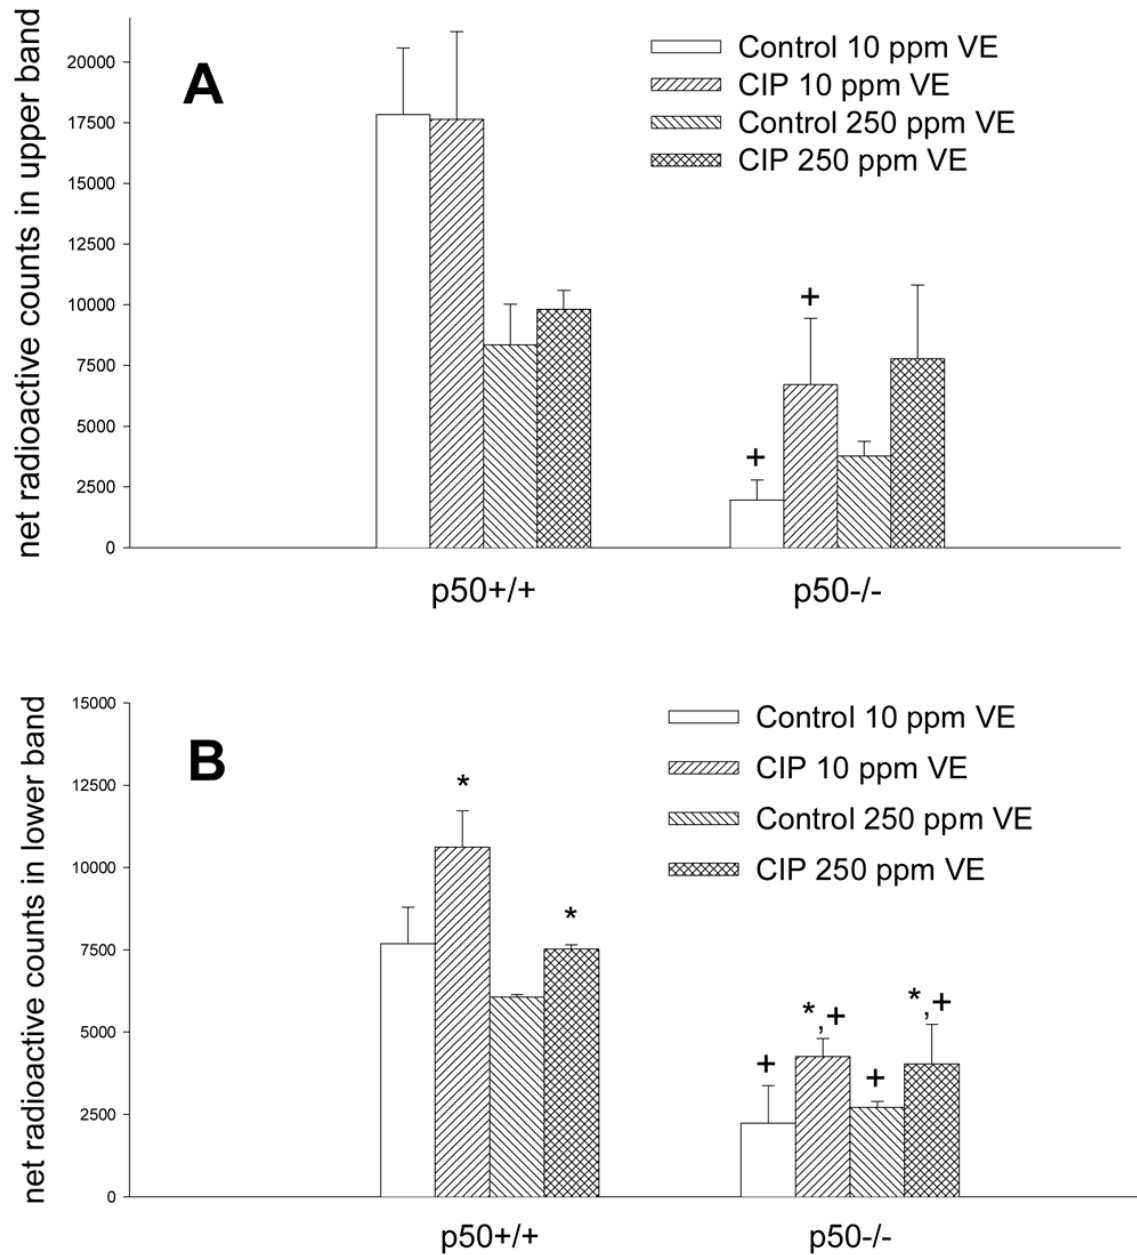 net radioactive counts in upper band
20000
17500
15000
12500
10000
7500
5000
2500
0
A
Control 10 ppm VE
CIP 10 ppm VE
Control 250 ppm VE
CIP 250 ppm VE
+
+
p50+/+
p50-/-
net radioactive counts in lower band
15000
12500
10000
7500
5000
2500
0
B
Control 10 ppm VE
CIP 10 ppm VE
Control 250 ppm VE
CIP 250 ppm VE
*
*
+
*,+
+
*,+
p50+/+
p50-/-